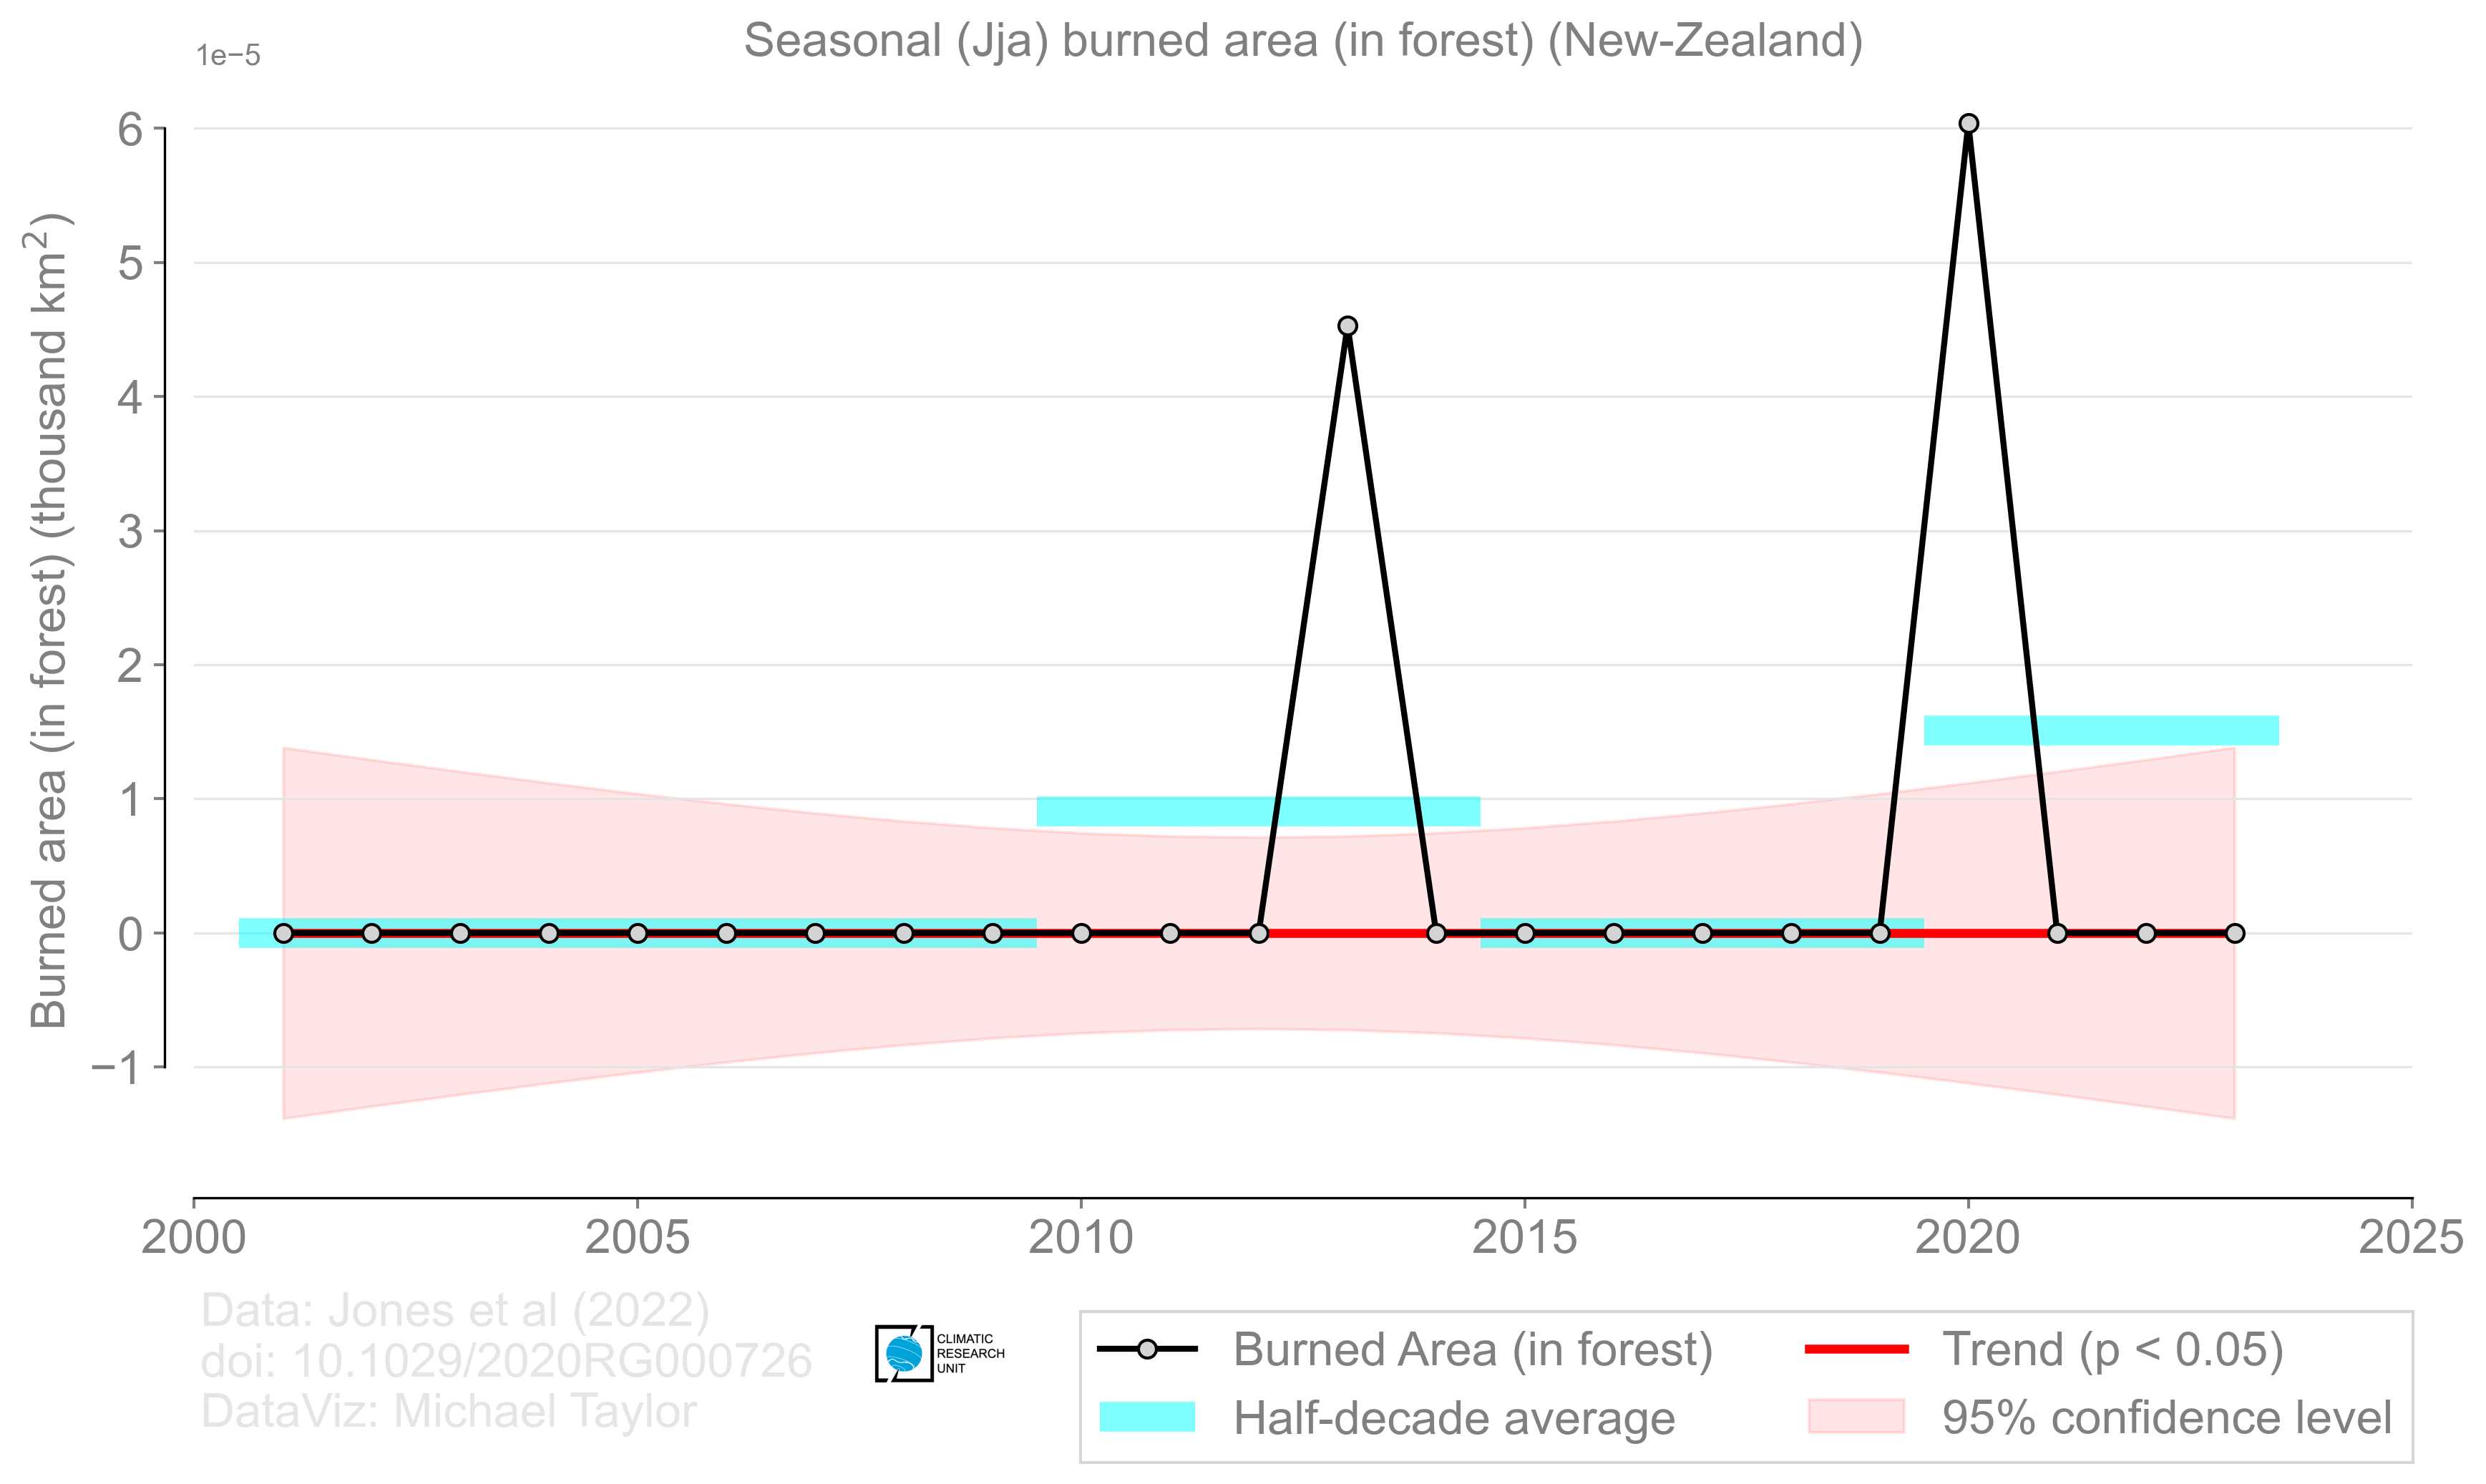 Seasonal (Jja) burned area (in forest) (New-Zealand)
1e−5
Burned area (in forest) (thousand km²)
6
5
4
3
2
1
0
−1
2000 2005 2010 2015 2020 2025
Data: Jones et al (2022)
doi: 10.1029/2020RG000726
DataViz: Michael Taylor
CLIMATIC
RESEARCH
UNIT
Burned Area (in forest)
Half-decade average
Trend (p < 0.05)
95% confidence level